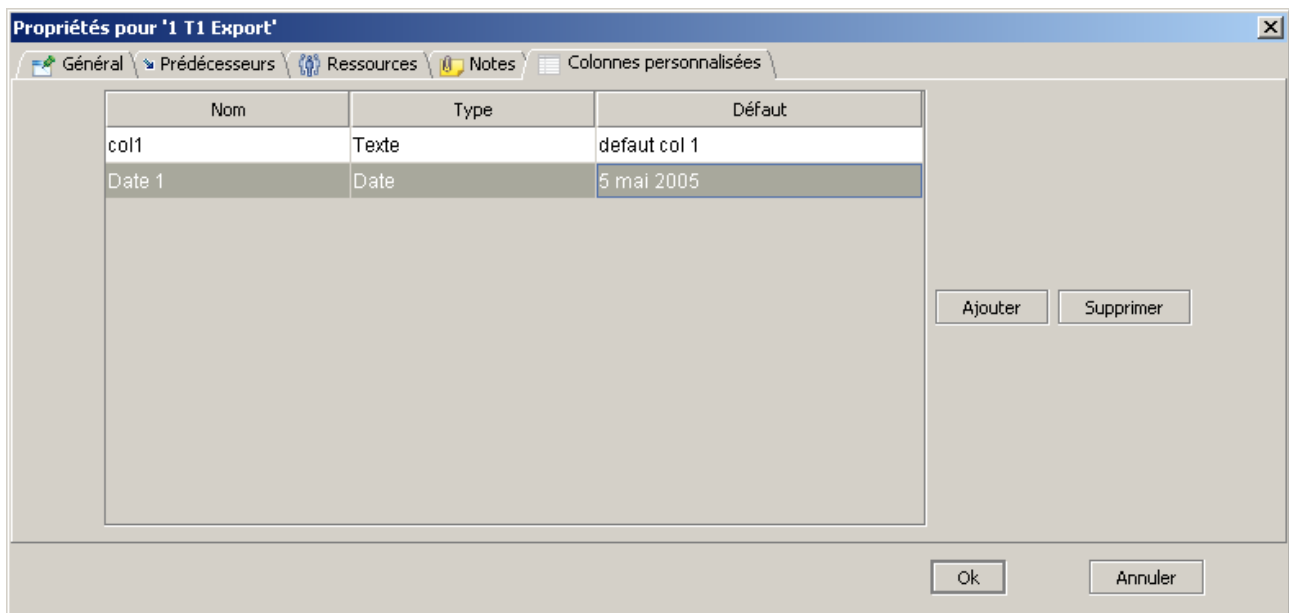 Propriétés pour '1 T1 Export'
Général Prédécesseurs Ressources Notes Colonnes personnalisées
Nom Type Défaut
col1 Texte defaut col 1
Date 1 Date 5 mai 2005
Ajouter Supprimer
Ok Annuler